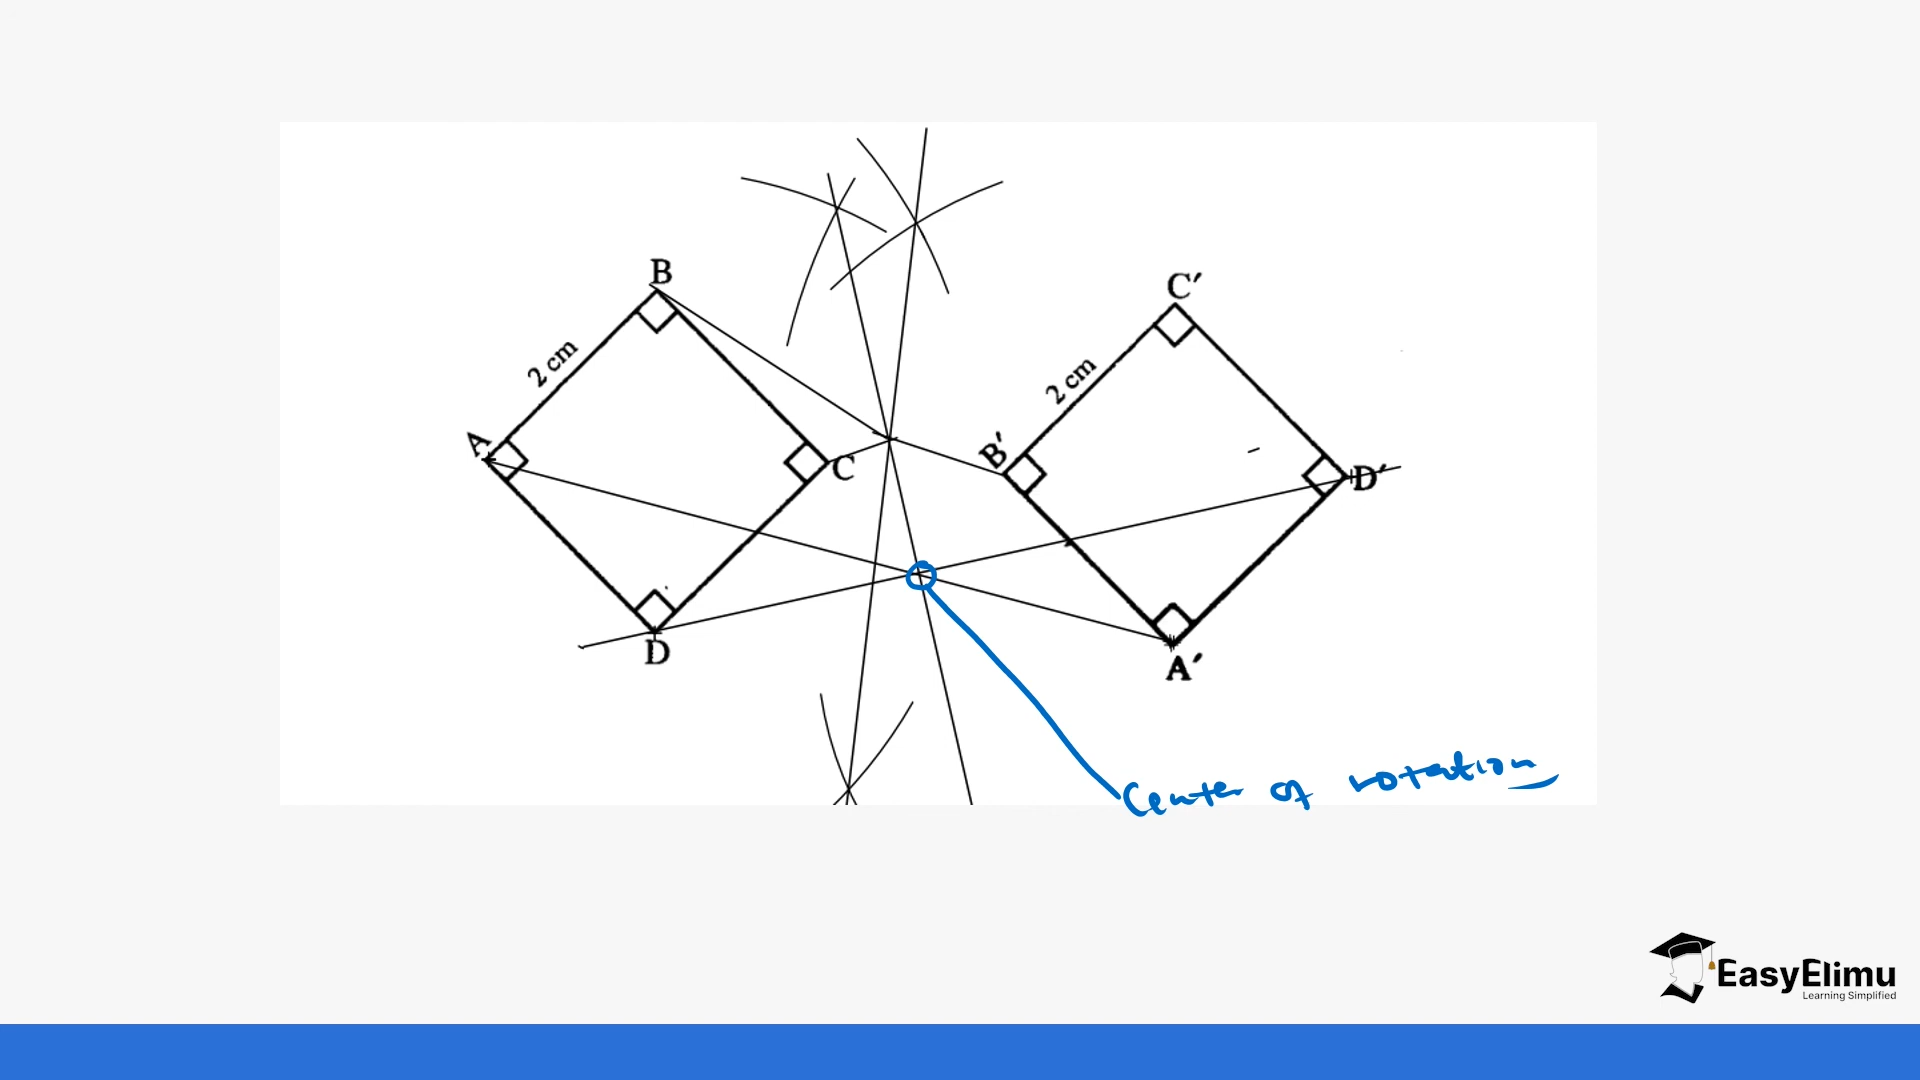 B
C′
2 cm
2 cm
A
B′
C
D′
D
A′
Center of rotation
EasyElimu
Learning Simplified